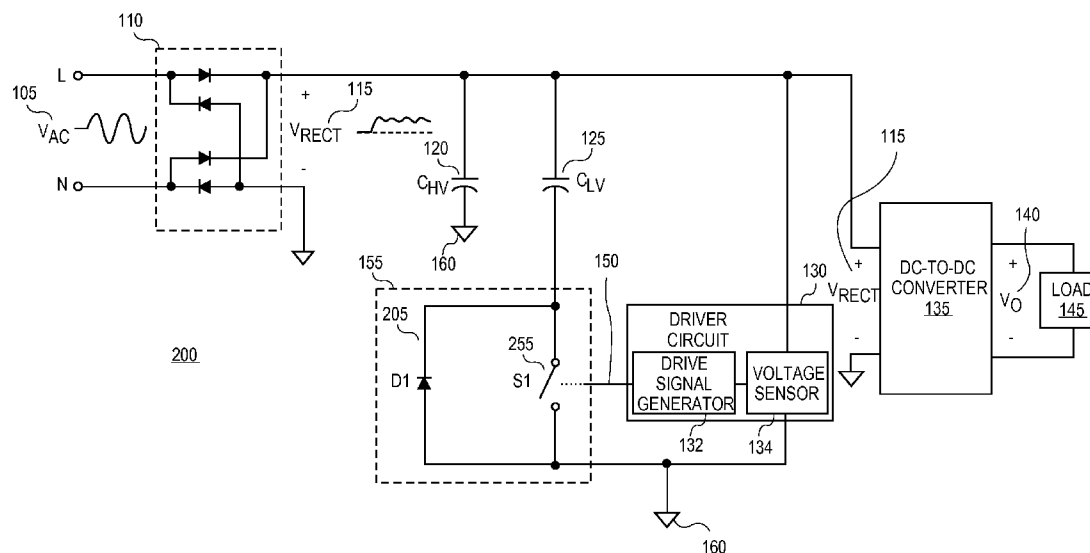 110
L
105
VAC
N
+
VRECT
-
115
120
CHV
160
125
CLV
155
205
D1
255
S1
150
130
DRIVER
CIRCUIT
DRIVE
SIGNAL
GENERATOR
132
VOLTAGE
SENSOR
134
160
200
115
+
VRECT
-
DC-TO-DC
CONVERTER
135
140
+
VO
-
LOAD
145